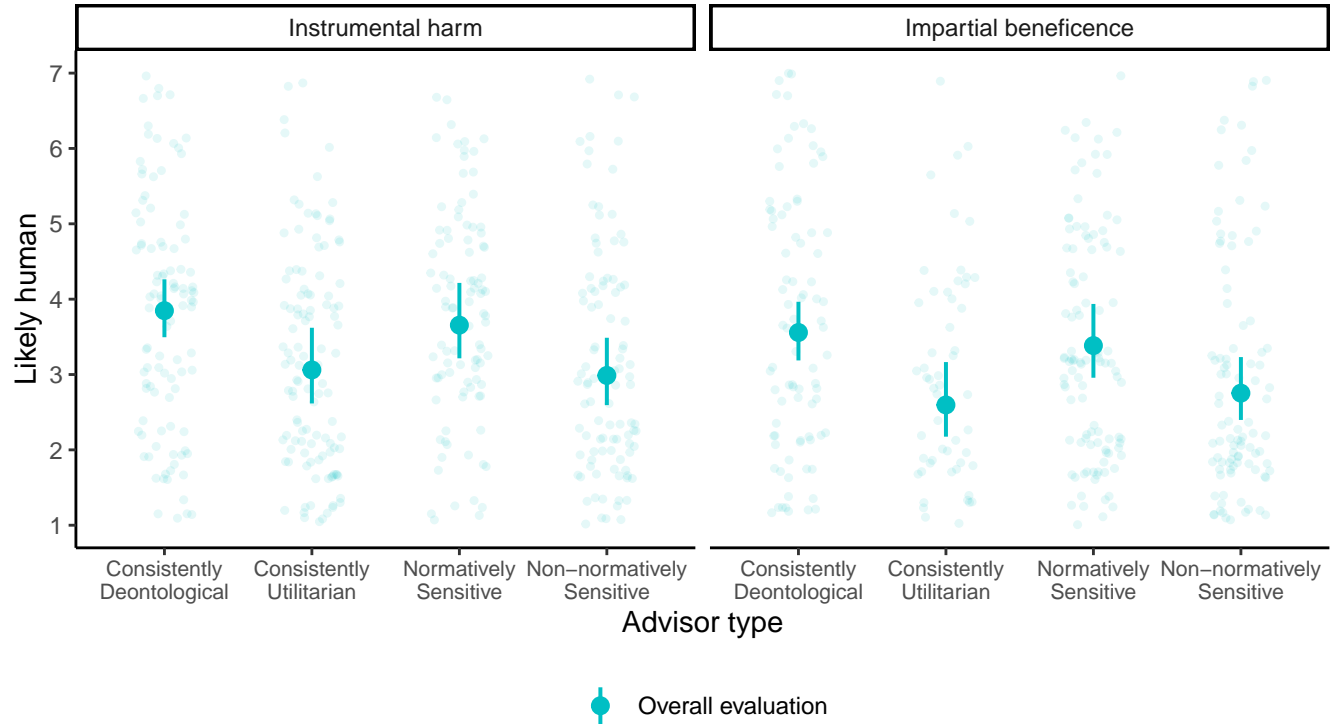 Instrumental harm
Impartial beneficence
Likely human
7
6
5
4
3
2
1
Consistently
Deontological
Consistently
Utilitarian
Normatively
Sensitive
Non−normatively
Sensitive
Consistently
Deontological
Consistently
Utilitarian
Normatively
Sensitive
Non−normatively
Sensitive
Advisor type
Overall evaluation